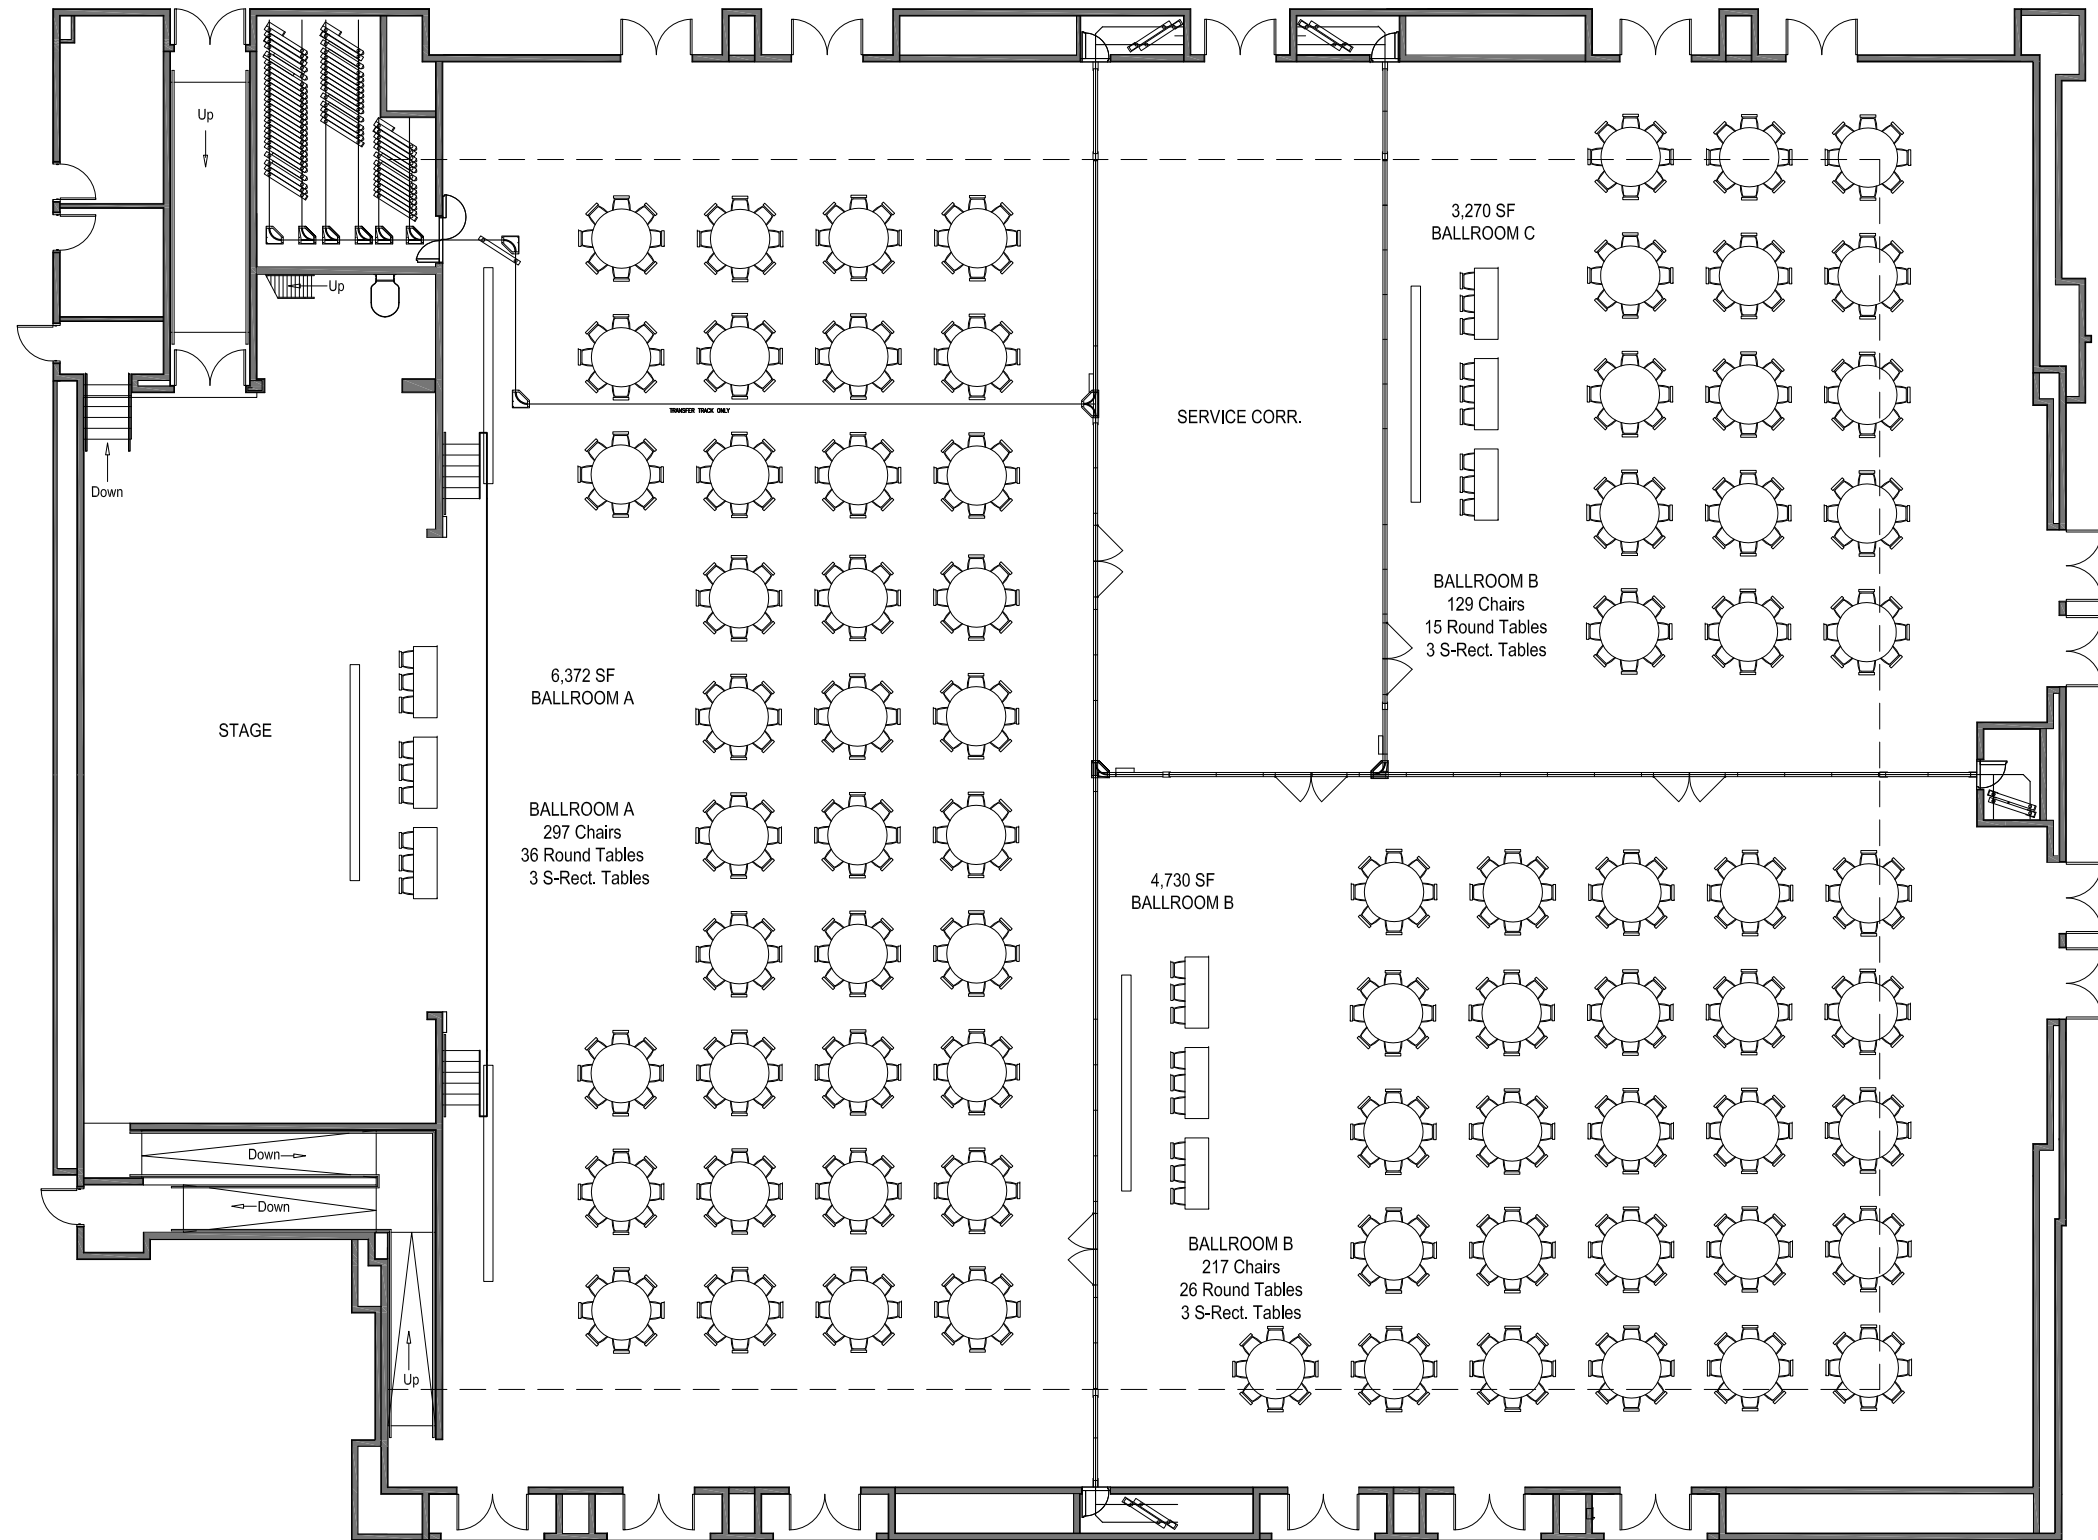 Up
Up
3,270 SF
BALLROOM C
TRANSFER TRACK ONLY
SERVICE CORR.
Down
BALLROOM B
129 Chairs
15 Round Tables
3 S-Rect. Tables
6,372 SF
BALLROOM A
STAGE
BALLROOM A
297 Chairs
36 Round Tables
3 S-Rect. Tables
4,730 SF
BALLROOM B
Down
Down
BALLROOM B
217 Chairs
26 Round Tables
3 S-Rect. Tables
Up